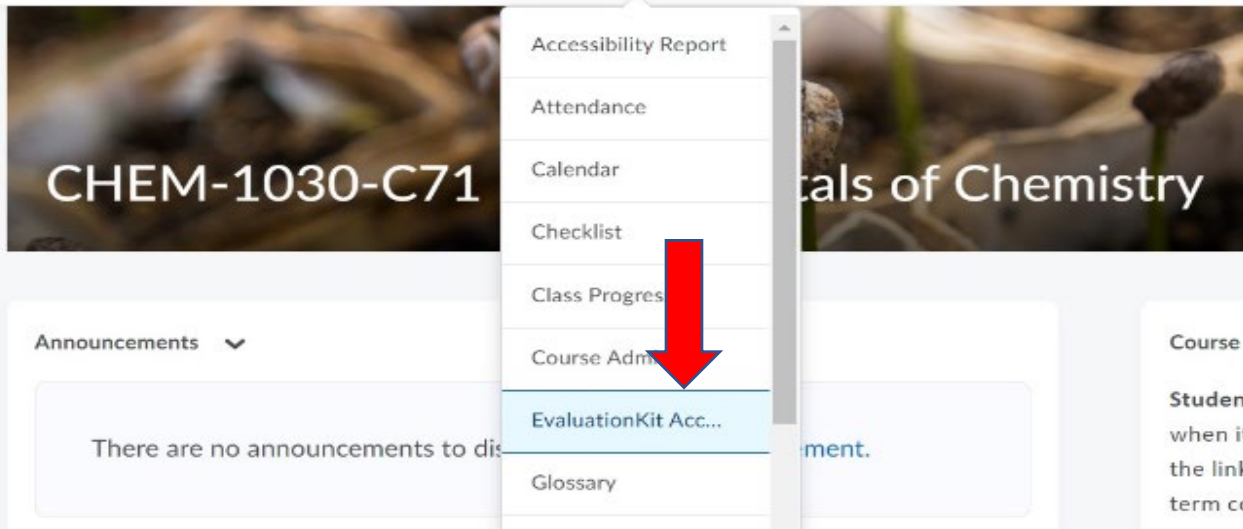 Accessibility Report
Attendance
Calendar
Checklist
CHEM-1030-C71
tals of Chemistry
Class Progres
Announcements
Course Adm
EvaluationKit Acc...
There are no announcements to dis
ment.
Glossary
Course
Studen
when i
the lin
term c